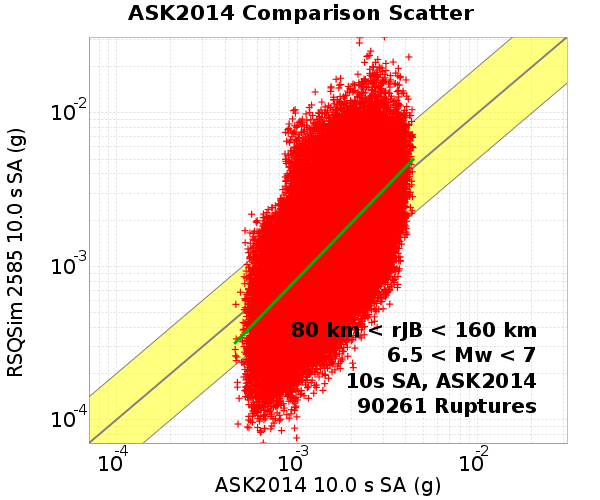 ASK2014 Comparison Scatter
RSQSim 2585 10.0 s SA (g)
10-2
10-3
10-4
80 km < rJB < 160 km
6.5 < Mw < 7
10s SA, ASK2014
90261 Ruptures
10-4 10-3 10-2
ASK2014 10.0 s SA (g)